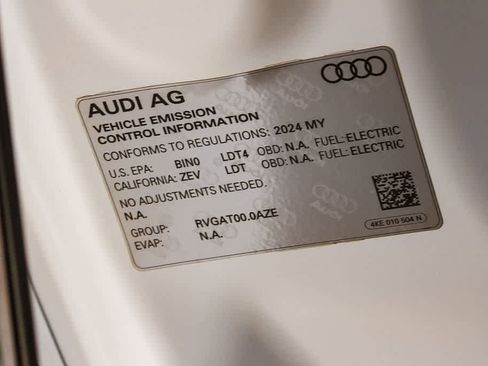 AUDI AG
VEHICLE EMISSION
CONTROL INFORMATION
CONFORMS TO REGULATIONS: 2024 MY
U.S. EPA: BIN0 LDT4 OBD: N.A. FUEL: ELECTRIC
CALIFORNIA: ZEV LDT OBD: N.A. FUEL: ELECTRIC
NO ADJUSTMENTS NEEDED.
N.A.
GROUP: RVGAT00.0AZE
EVAP: N.A.
4KE 010 504 N